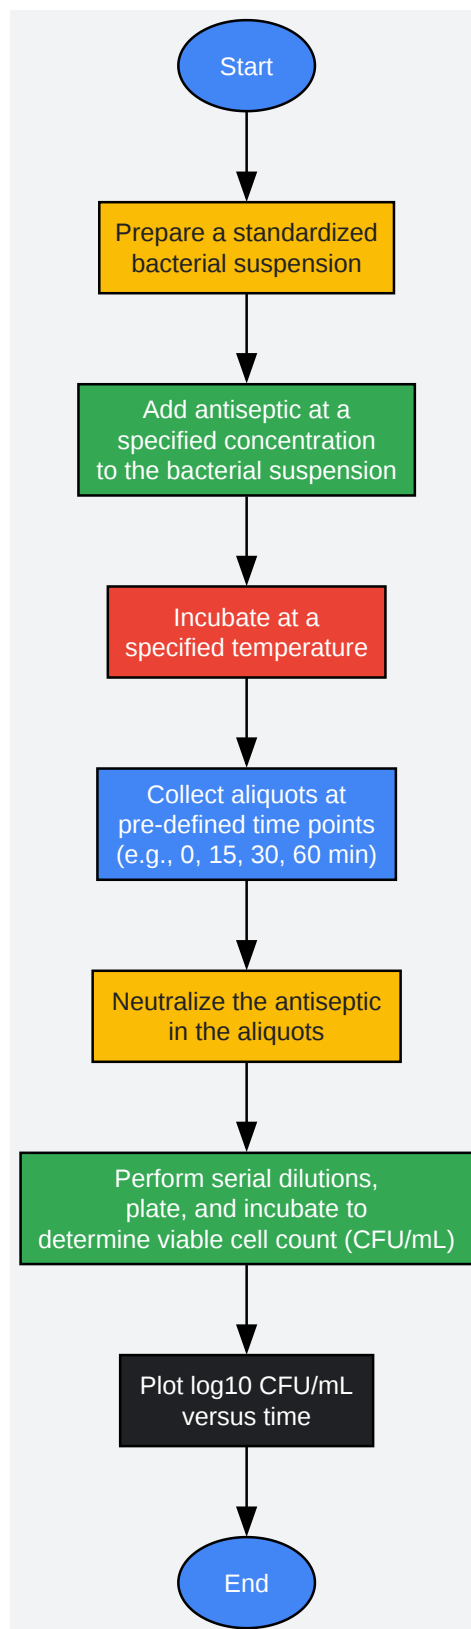 Start
Prepare a standardized
bacterial suspension
Add antiseptic at a
specified concentration
to the bacterial suspension
Incubate at a
specified temperature
Collect aliquots at
pre-defined time points
(e.g., 0, 15, 30, 60 min)
Neutralize the antiseptic
in the aliquots
Perform serial dilutions,
plate, and incubate to
determine viable cell count (CFU/mL)
Plot log10 CFU/mL
versus time
End